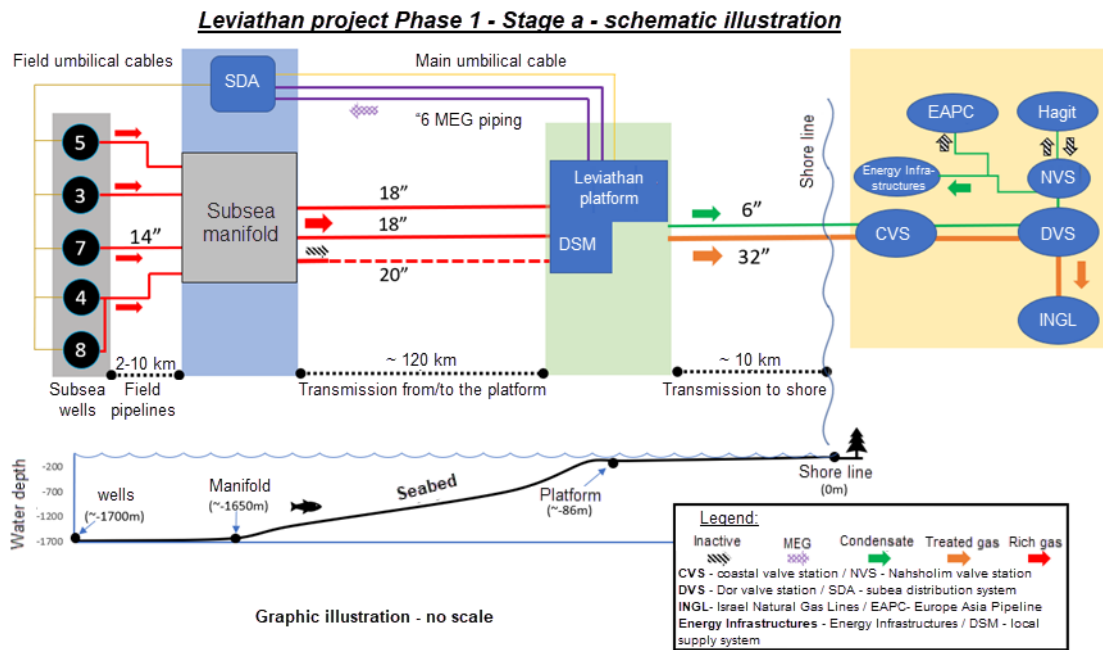 Leviathan project Phase 1 - Stage a - schematic illustration
Field umbilical cables
SDA
Main umbilical cable
"6 MEG piping
Shore line
EAPC
Hagit
Energy Infra-
structures
NVS
CVS
DVS
INGL
5
3
7
4
8
14"
Subsea
manifold
18"
18"
20"
Leviathan
platform
DSM
6"
32"
2-10 km
~ 120 km
~ 10 km
Subsea
wells
Field
pipelines
Transmission from/to the platform
Transmission to shore
Water depth
-200
-700
-1200
-1700
wells
(~-1700m)
Manifold
(~-1650m)
Seabed
Platform
(~-86m)
Shore line
(0m)
Graphic illustration - no scale
Legend:
Inactive
MEG
Condensate
Treated gas
Rich gas
CVS - coastal valve station / NVS - Nahsholim valve station
DVS - Dor valve station / SDA - subea distribution system
INGL- Israel Natural Gas Lines / EAPC- Europe Asia Pipeline
Energy Infrastructures - Energy Infrastructures / DSM - local
supply system